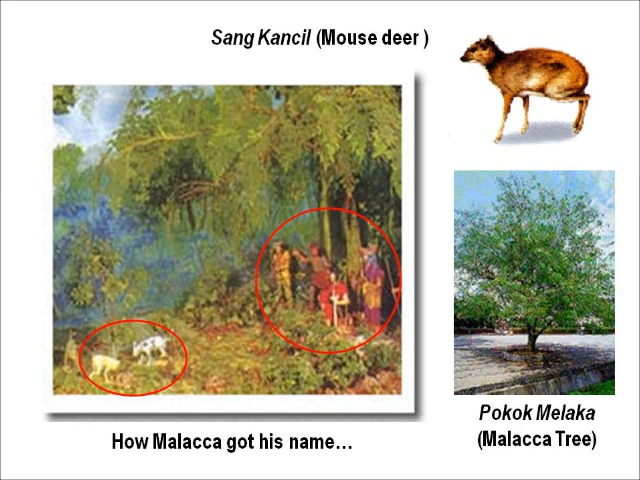 Sang Kancil (Mouse deer )
Pokok Melaka
(Malacca Tree)
How Malacca got his name…